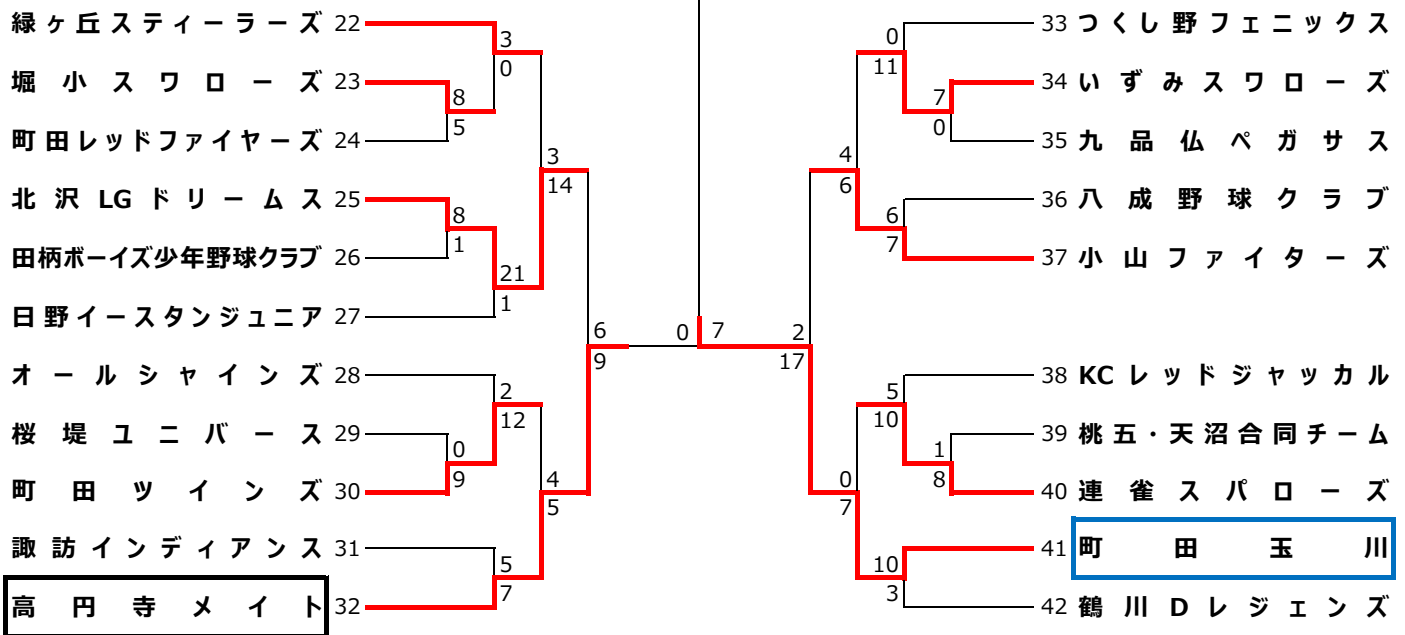 緑ヶ丘スティーラーズ 22
3
0
堀小スワローズ 23
8
5
町田レッドファイヤーズ 24
3
14
北沢LGドリームス 25
8
1
田柄ボーイズ少年野球クラブ 26
21
1
日野イースタンジュニア 27
6
9
オールシャインズ 28
2
12
桜堤ユニバース 29
0
9
町田ツインズ 30
4
5
諏訪インディアンス 31
5
7
高円寺メイト 32
0 7
33 つくし野フェニックス
0
11
34 いずみスワローズ
7
0
35 九品仏ペガサス
4
6
36 八成野球クラブ
6
7
37 小山ファイターズ
2
17
38 KCレッドジャッカル
5
10
39 桃五・天沼合同チーム
1
8
40 連雀スパローズ
0
7
41 町田玉川
10
3
42 鶴川Dレジェンズ